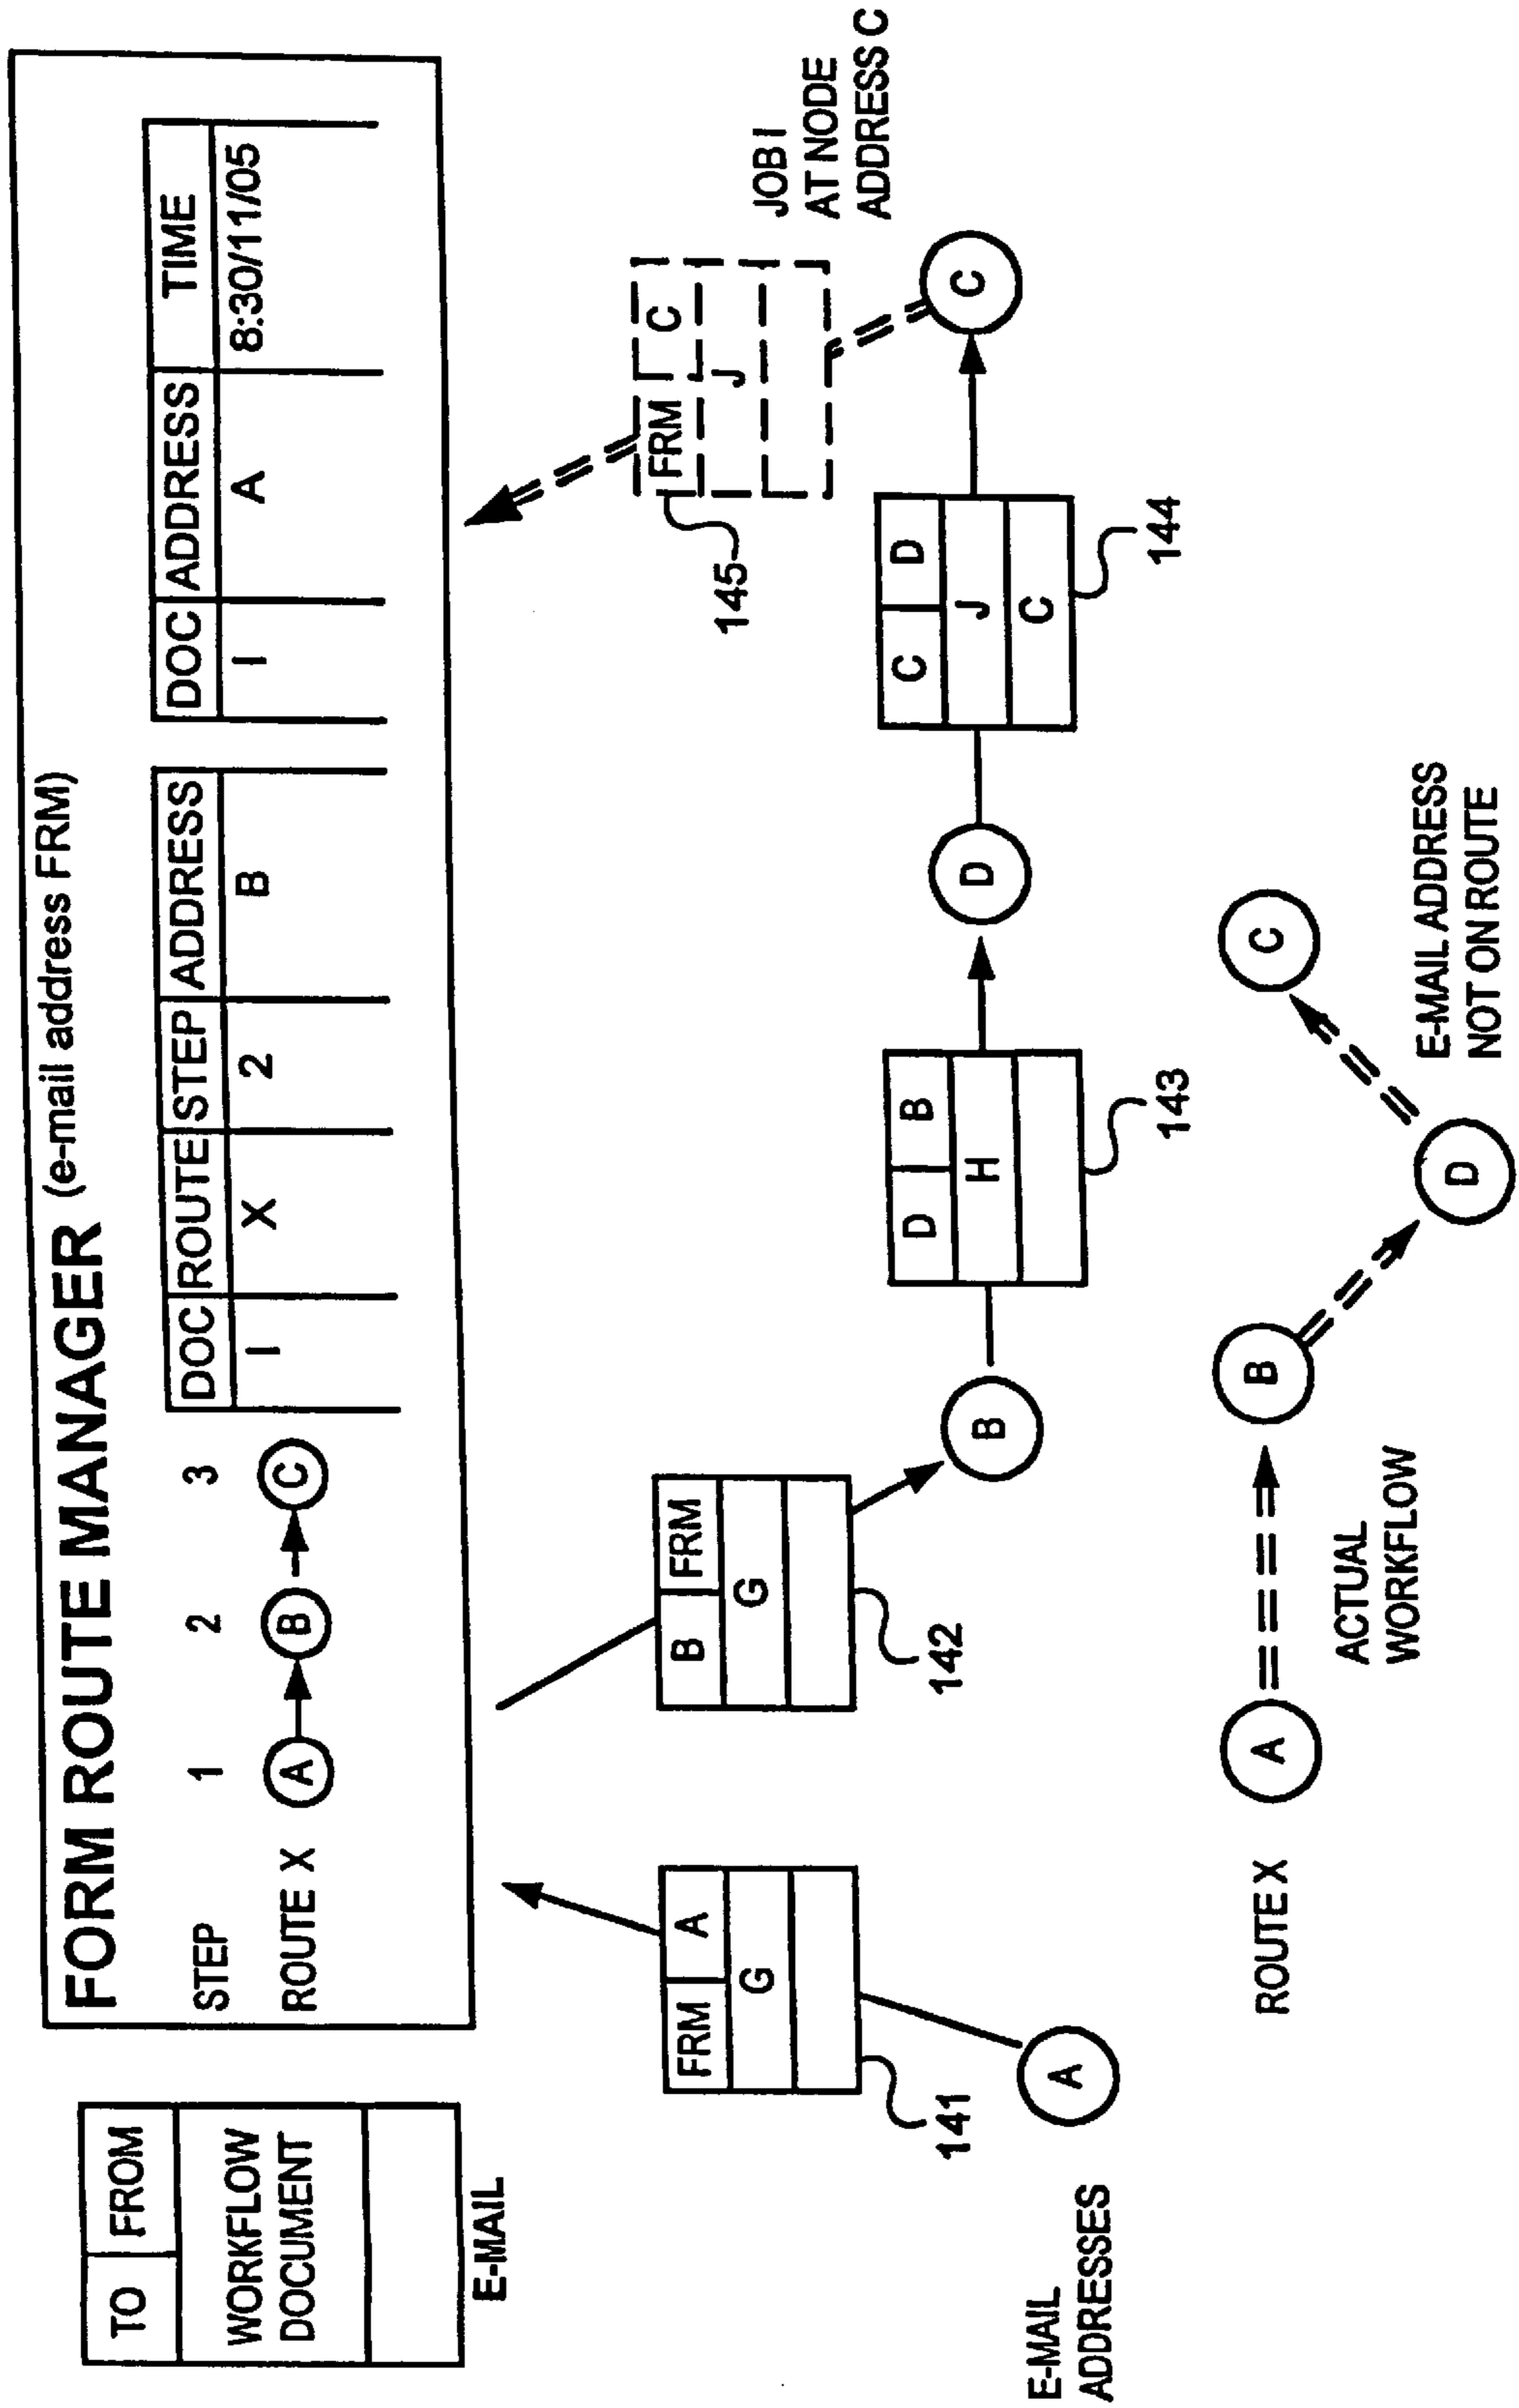 FORM ROUTE MANAGER (e-mail address FRM)
TO FROM
WORKFLOW
DOCUMENT
E-MAIL
STEP 1 2 3
ROUTE X A B C
DOC ROUTE STEP ADDRESS
I X 2 B
DOC ADDRESS TIME
I A 8:30/11/05
FRM A
G
141
B FRM
G
142
D B
H
143
C D
J
C
144
FRM C
J
145
JOB I
AT NODE
ADDRESS C
E-MAIL
ADDRESSES
A
B
D
C
ROUTE X
A
B
D
C
ACTUAL
WORKFLOW
E-MAIL ADDRESS
NOT ON ROUTE